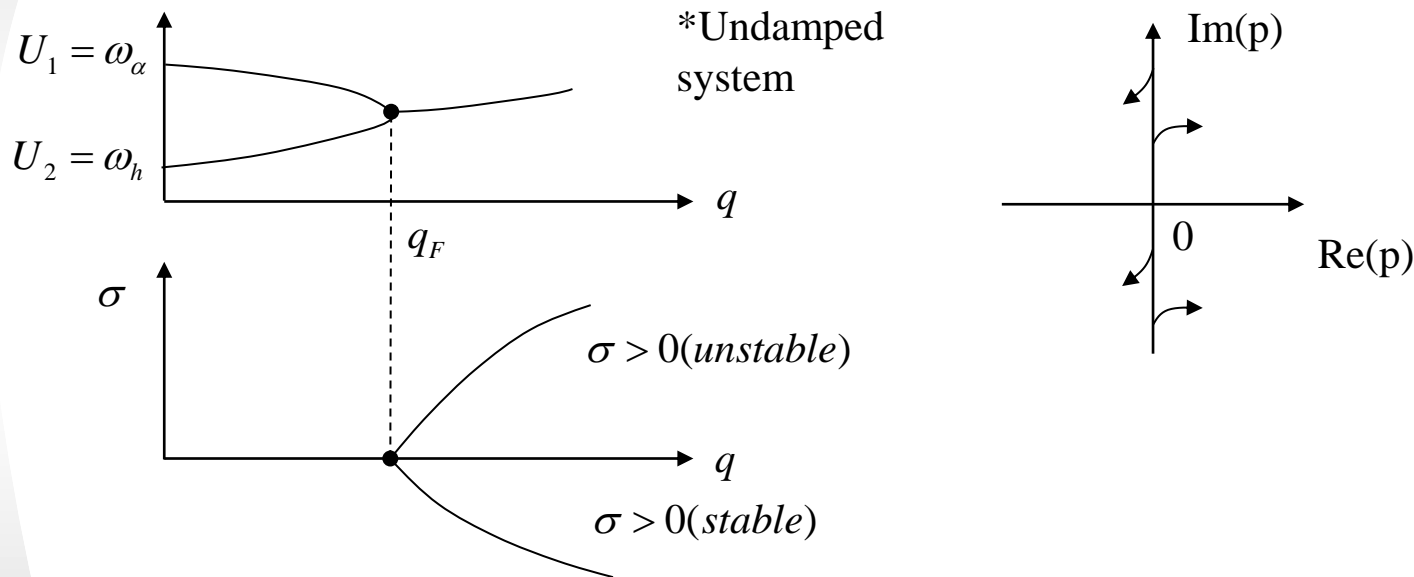 *Undamped
system
U₁ = ω_α
U₂ = ω_h
q
q_F
σ
σ > 0(unstable)
q
σ > 0(stable)
Im(p)
0
Re(p)